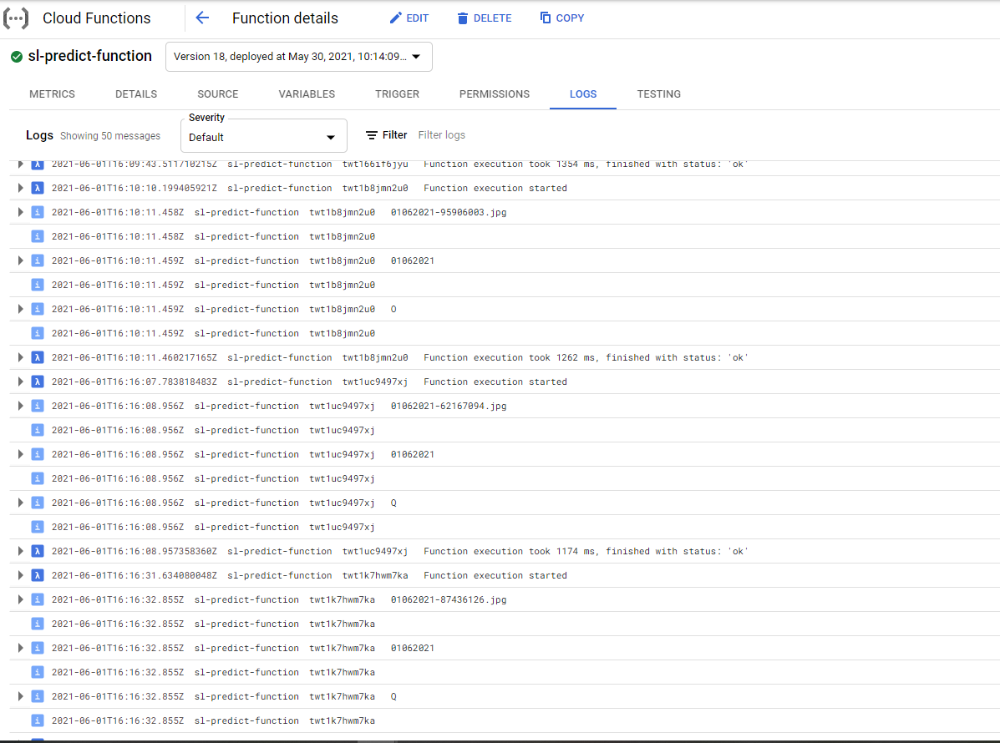 Cloud Functions Function details EDIT DELETE COPY
sl-predict-function Version 18, deployed at May 30, 2021, 10:14:09...
METRICS DETAILS SOURCE VARIABLES TRIGGER PERMISSIONS LOGS TESTING
Severity
Logs Showing 50 messages Default Filter Filter logs
λ 2021-06-01T16:09:43.511710215Z sl-predict-function twt166if6jyu Function execution took 1354 ms, finished with status: 'ok'
λ 2021-06-01T16:10:10.199405921Z sl-predict-function twt1b8jmn2u0 Function execution started
i 2021-06-01T16:10:11.458Z sl-predict-function twt1b8jmn2u0 01062021-95906003.jpg
i 2021-06-01T16:10:11.458Z sl-predict-function twt1b8jmn2u0
i 2021-06-01T16:10:11.459Z sl-predict-function twt1b8jmn2u0 01062021
i 2021-06-01T16:10:11.459Z sl-predict-function twt1b8jmn2u0
i 2021-06-01T16:10:11.459Z sl-predict-function twt1b8jmn2u0 O
i 2021-06-01T16:10:11.459Z sl-predict-function twt1b8jmn2u0
λ 2021-06-01T16:10:11.460217165Z sl-predict-function twt1b8jmn2u0 Function execution took 1262 ms, finished with status: 'ok'
λ 2021-06-01T16:16:07.783818483Z sl-predict-function twt1uc9497xj Function execution started
i 2021-06-01T16:16:08.956Z sl-predict-function twt1uc9497xj 01062021-62167094.jpg
i 2021-06-01T16:16:08.956Z sl-predict-function twt1uc9497xj
i 2021-06-01T16:16:08.956Z sl-predict-function twt1uc9497xj 01062021
i 2021-06-01T16:16:08.956Z sl-predict-function twt1uc9497xj
i 2021-06-01T16:16:08.956Z sl-predict-function twt1uc9497xj Q
i 2021-06-01T16:16:08.956Z sl-predict-function twt1uc9497xj
λ 2021-06-01T16:16:08.957358360Z sl-predict-function twt1uc9497xj Function execution took 1174 ms, finished with status: 'ok'
λ 2021-06-01T16:16:31.634080048Z sl-predict-function twt1k7hwm7ka Function execution started
i 2021-06-01T16:16:32.855Z sl-predict-function twt1k7hwm7ka 01062021-87436126.jpg
i 2021-06-01T16:16:32.855Z sl-predict-function twt1k7hwm7ka
i 2021-06-01T16:16:32.855Z sl-predict-function twt1k7hwm7ka 01062021
i 2021-06-01T16:16:32.855Z sl-predict-function twt1k7hwm7ka
i 2021-06-01T16:16:32.855Z sl-predict-function twt1k7hwm7ka Q
i 2021-06-01T16:16:32.855Z sl-predict-function twt1k7hwm7ka